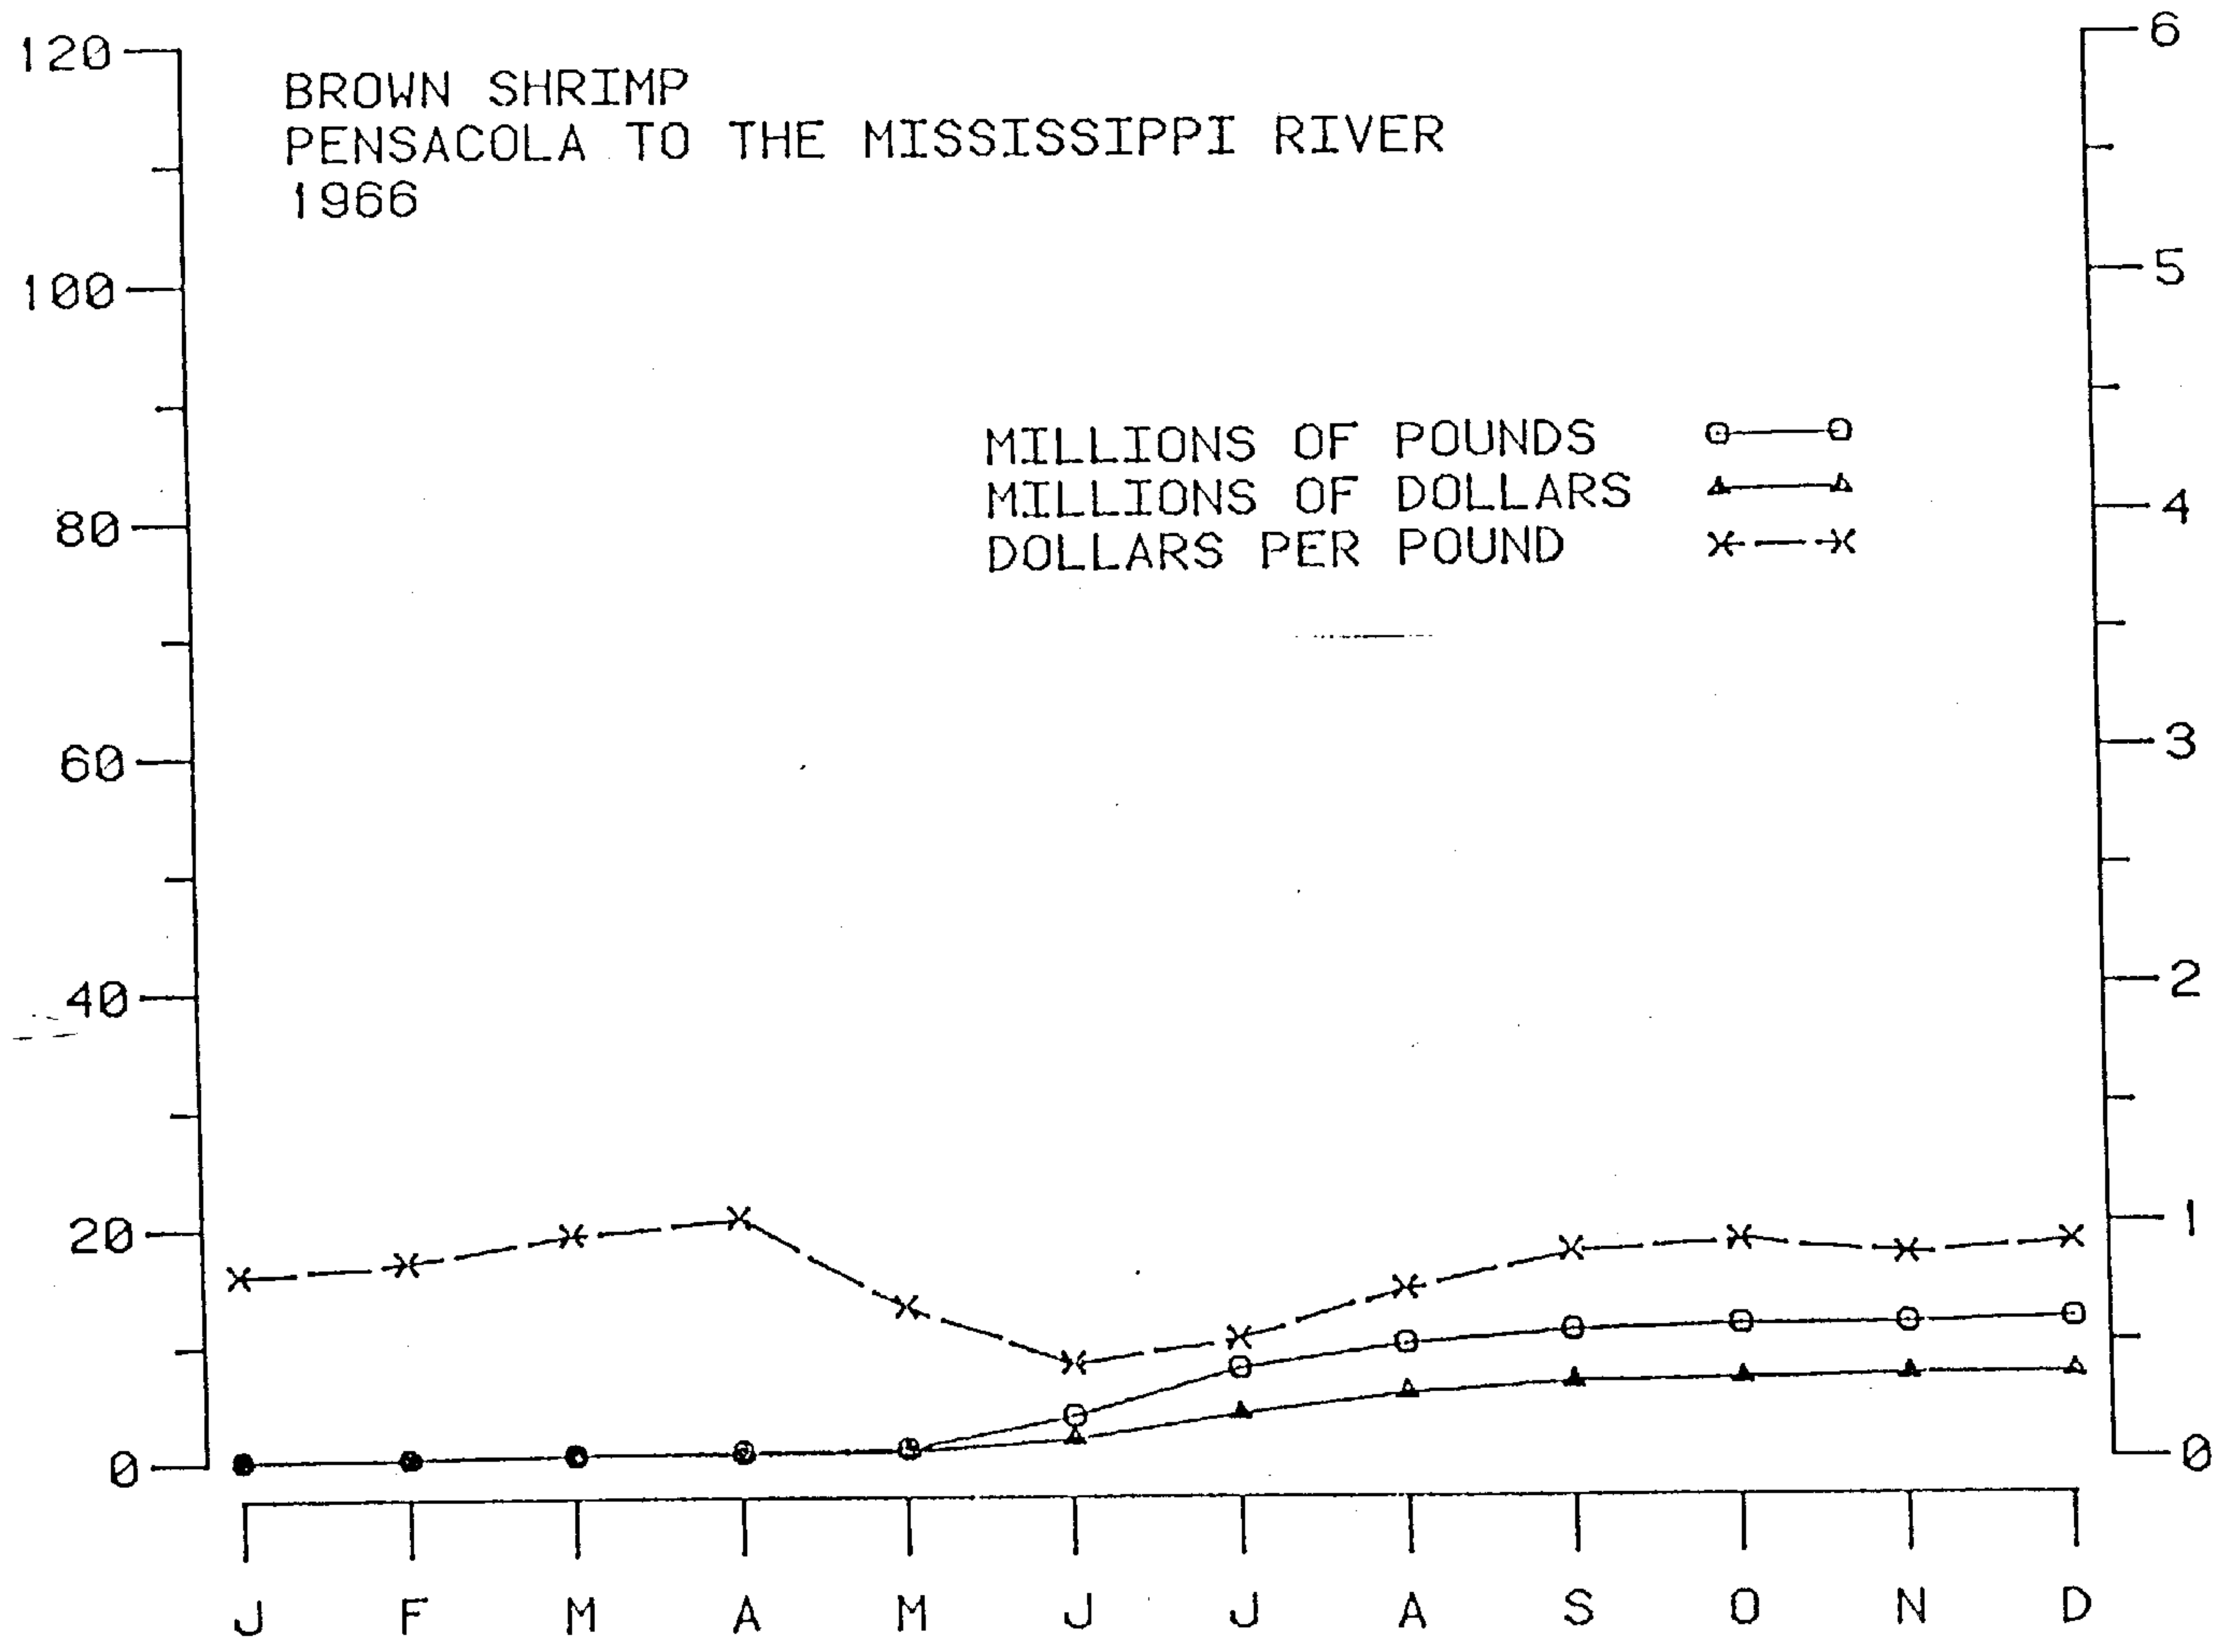 BROWN SHRIMP
PENSACOLA TO THE MISSISSIPPI RIVER
1966
MILLIONS OF POUNDS
MILLIONS OF DOLLARS
DOLLARS PER POUND
120
100
80
60
40
20
0
6
5
4
3
2
1
0
J F M A M J J A S O N D